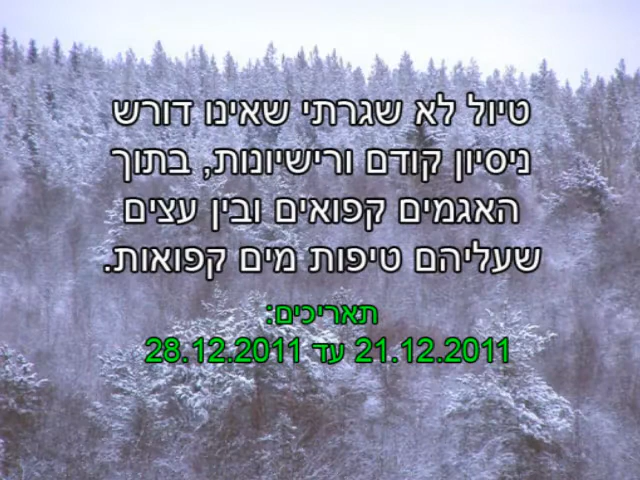 טיול לא שגרתי שאינו דורש
ניסיון קודם ורישיונות, בתוך
האגמים קפואים ובין עצים
שעליהם טיפות מים קפואות.
תאריכים:
21.12.2011 עד 28.12.2011